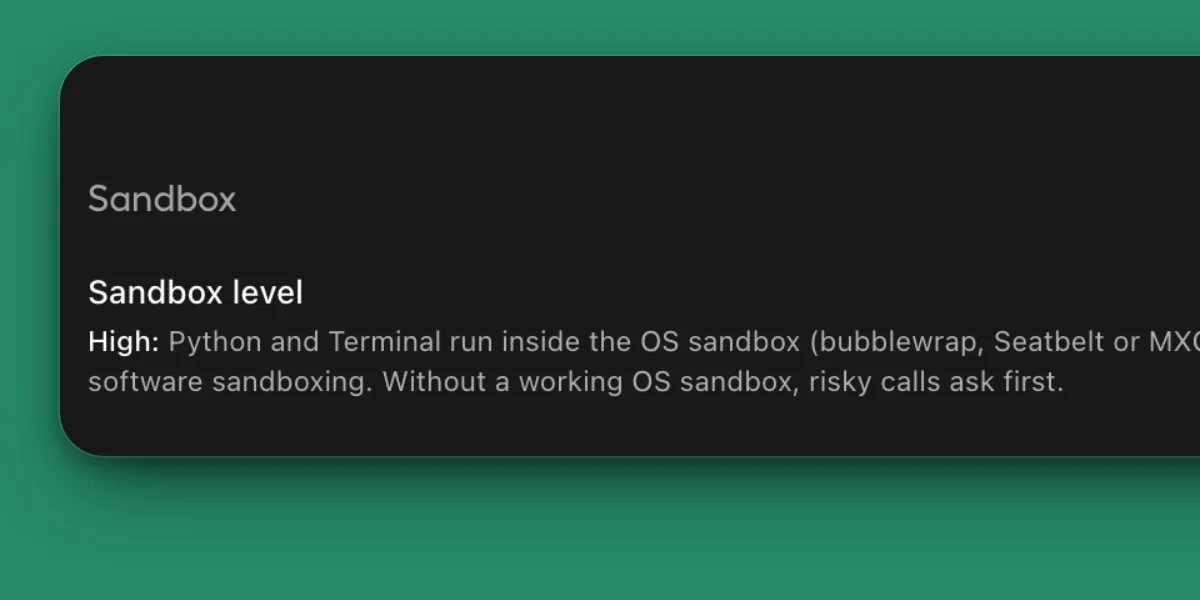 Sandbox
Sandbox level
High: Python and Terminal run inside the OS sandbox (bubblewrap, Seatbelt or
software sandboxing. Without a working OS sandbox, risky calls ask first.